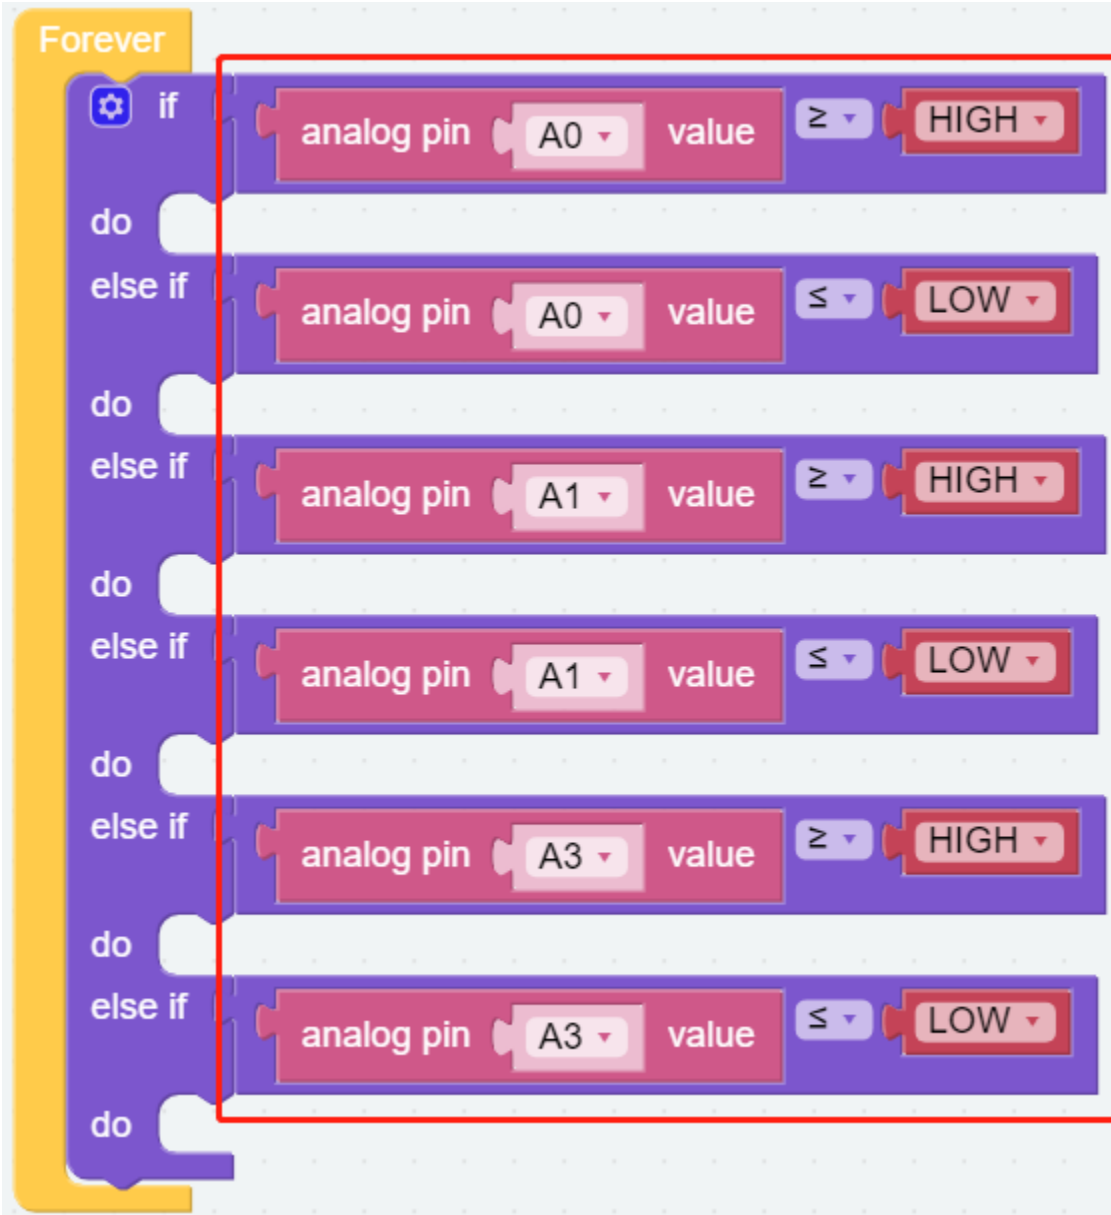 Forever
if analog pin A0 value ≥ HIGH
do
else if analog pin A0 value ≤ LOW
do
else if analog pin A1 value ≥ HIGH
do
else if analog pin A1 value ≤ LOW
do
else if analog pin A3 value ≥ HIGH
do
else if analog pin A3 value ≤ LOW
do